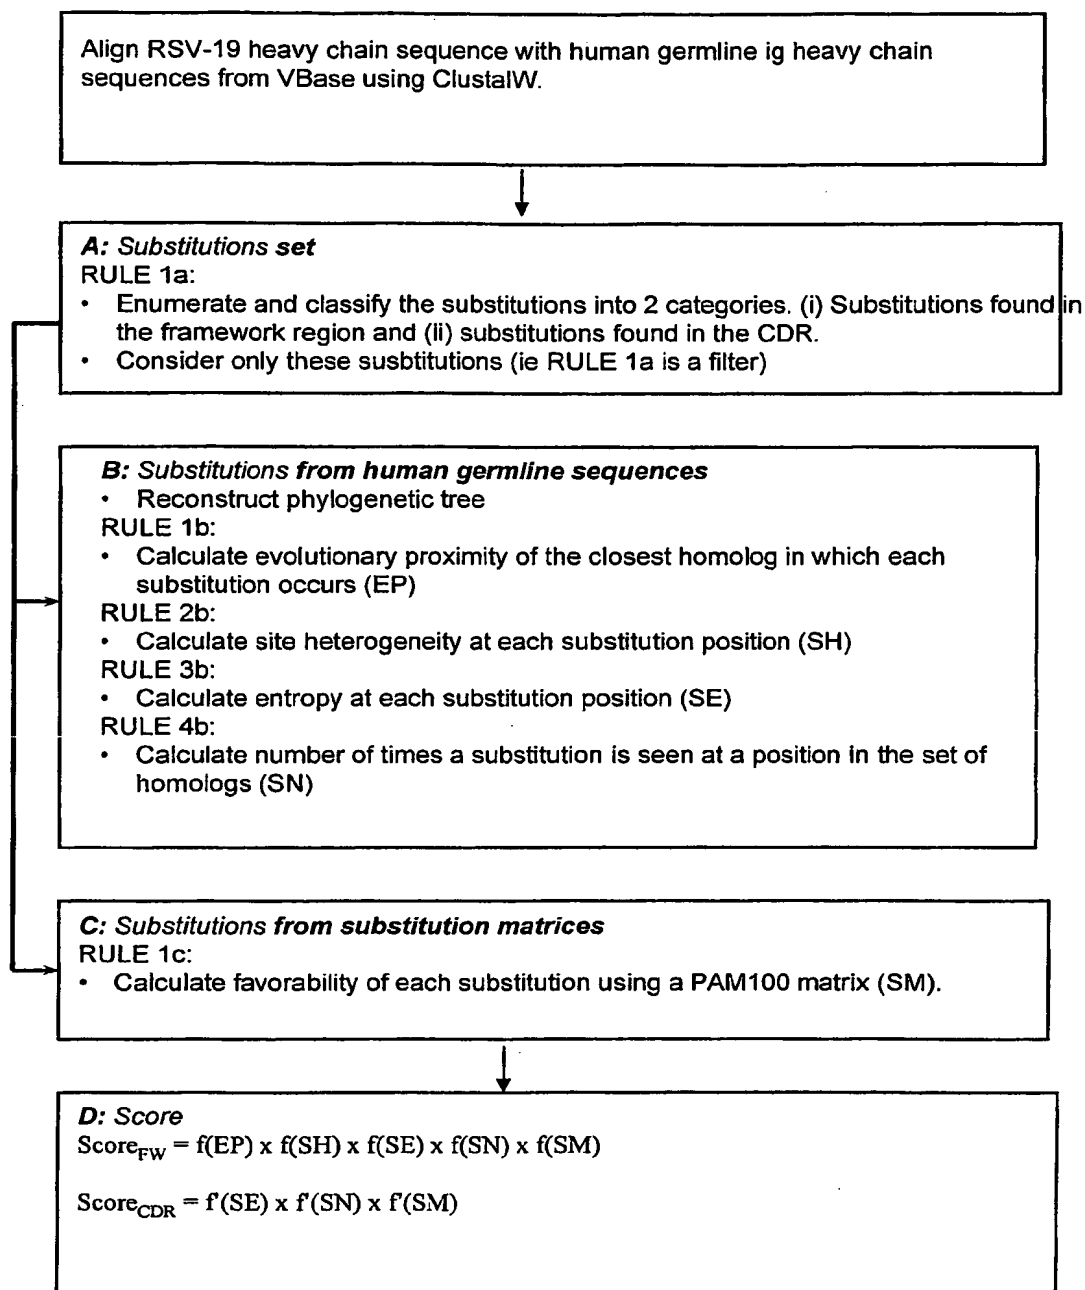 Align RSV-19 heavy chain sequence with human germline ig heavy chain
sequences from VBase using ClustalW.
A: Substitutions set
RULE 1a:
• Enumerate and classify the substitutions into 2 categories. (i) Substitutions found in
the framework region and (ii) substitutions found in the CDR.
• Consider only these susbtitutions (ie RULE 1a is a filter)
B: Substitutions from human germline sequences
• Reconstruct phylogenetic tree
RULE 1b:
• Calculate evolutionary proximity of the closest homolog in which each
substitution occurs (EP)
RULE 2b:
• Calculate site heterogeneity at each substitution position (SH)
RULE 3b:
• Calculate entropy at each substitution position (SE)
RULE 4b:
• Calculate number of times a substitution is seen at a position in the set of
homologs (SN)
C: Substitutions from substitution matrices
RULE 1c:
• Calculate favorability of each substitution using a PAM100 matrix (SM).
D: Score
Score_FW = f(EP) x f(SH) x f(SE) x f(SN) x f(SM)
Score_CDR = f'(SE) x f'(SN) x f'(SM)